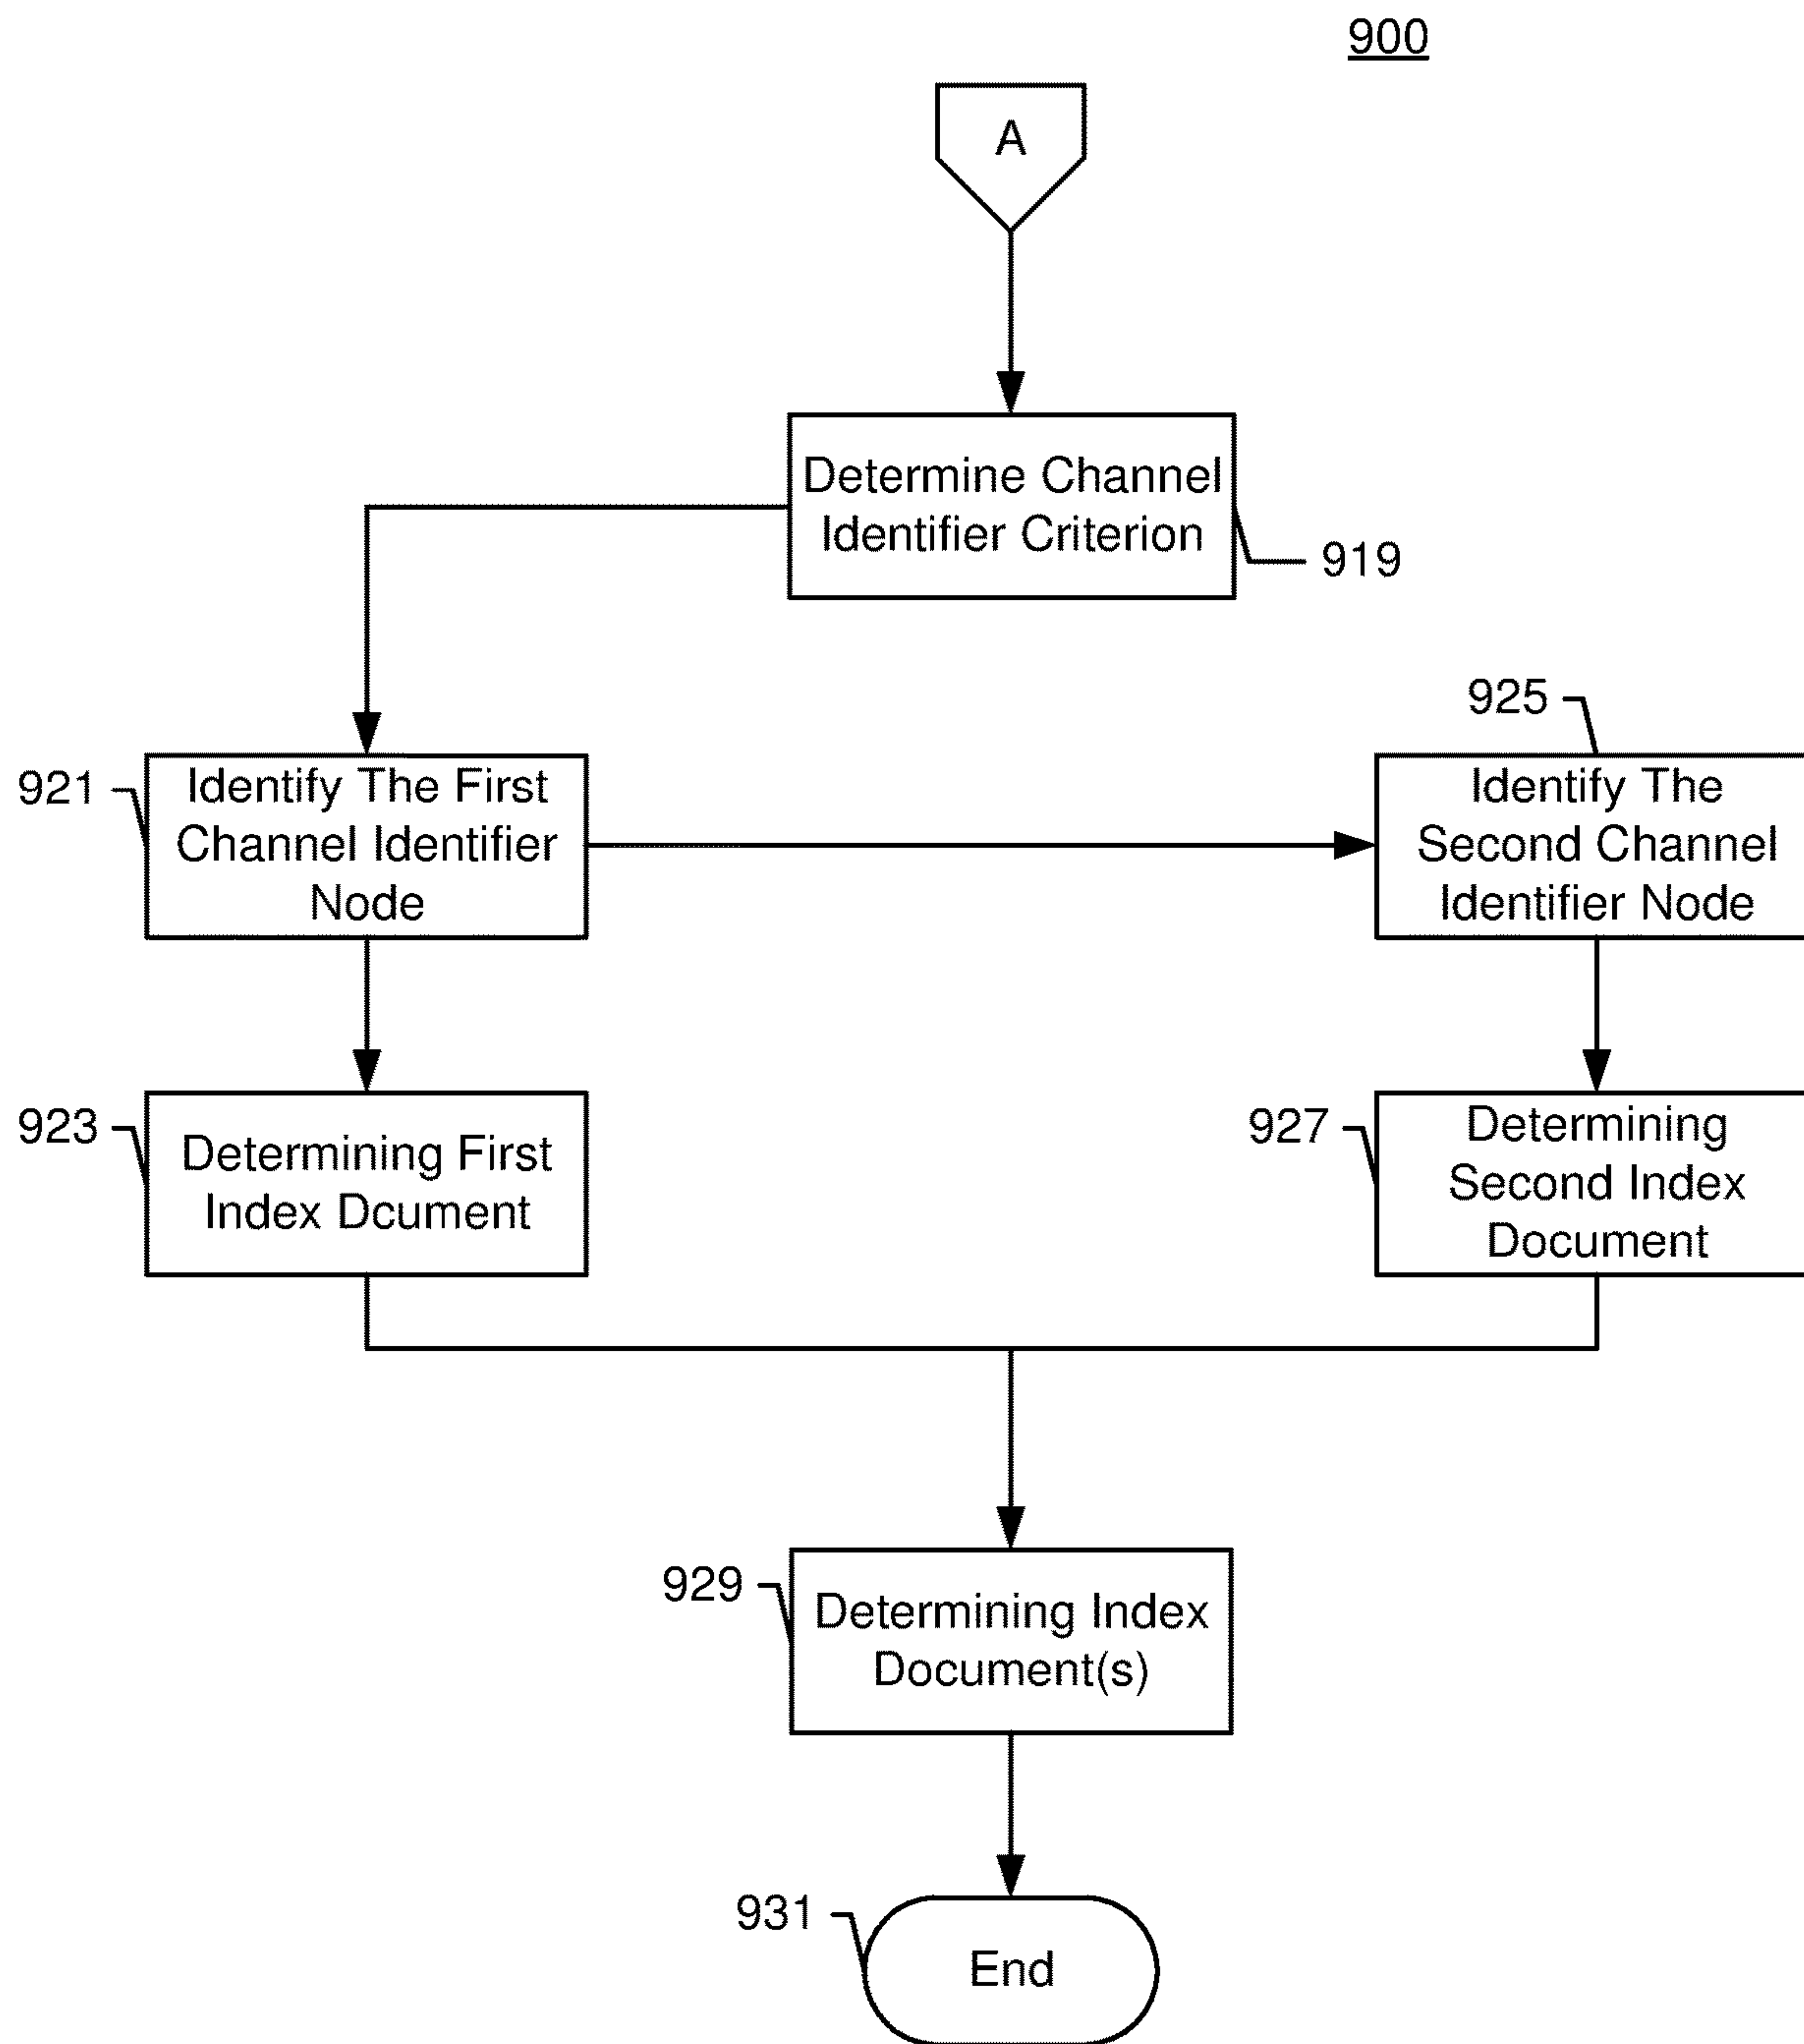 900
A
Determine Channel
Identifier Criterion
919
925
921
Identify The First
Channel Identifier
Node
Identify The
Second Channel
Identifier Node
923
Determining First
Index Dcument
927
Determining
Second Index
Document
929
Determining Index
Document(s)
931
End